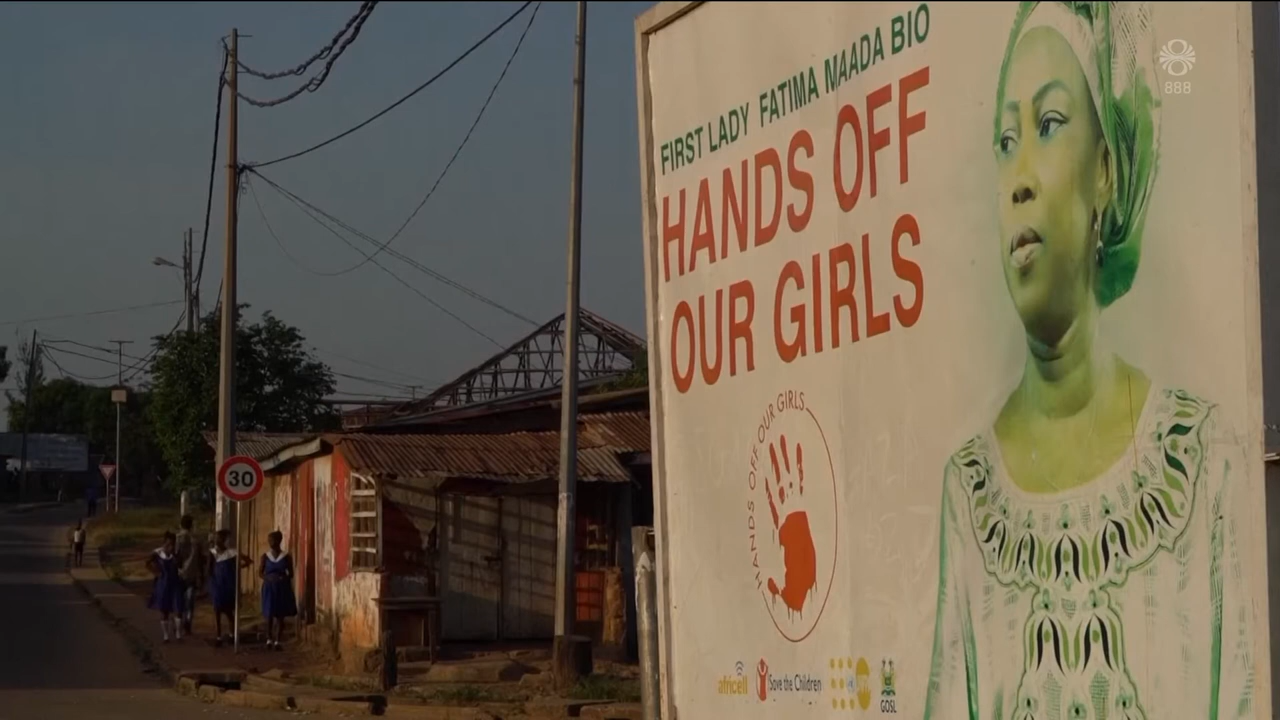 888
FIRST LADY FATIMA MAADA BIO
HANDS OFF
OUR GIRLS
HANDS OFF OUR GIRLS
30
africell
Save the Children
GOSL